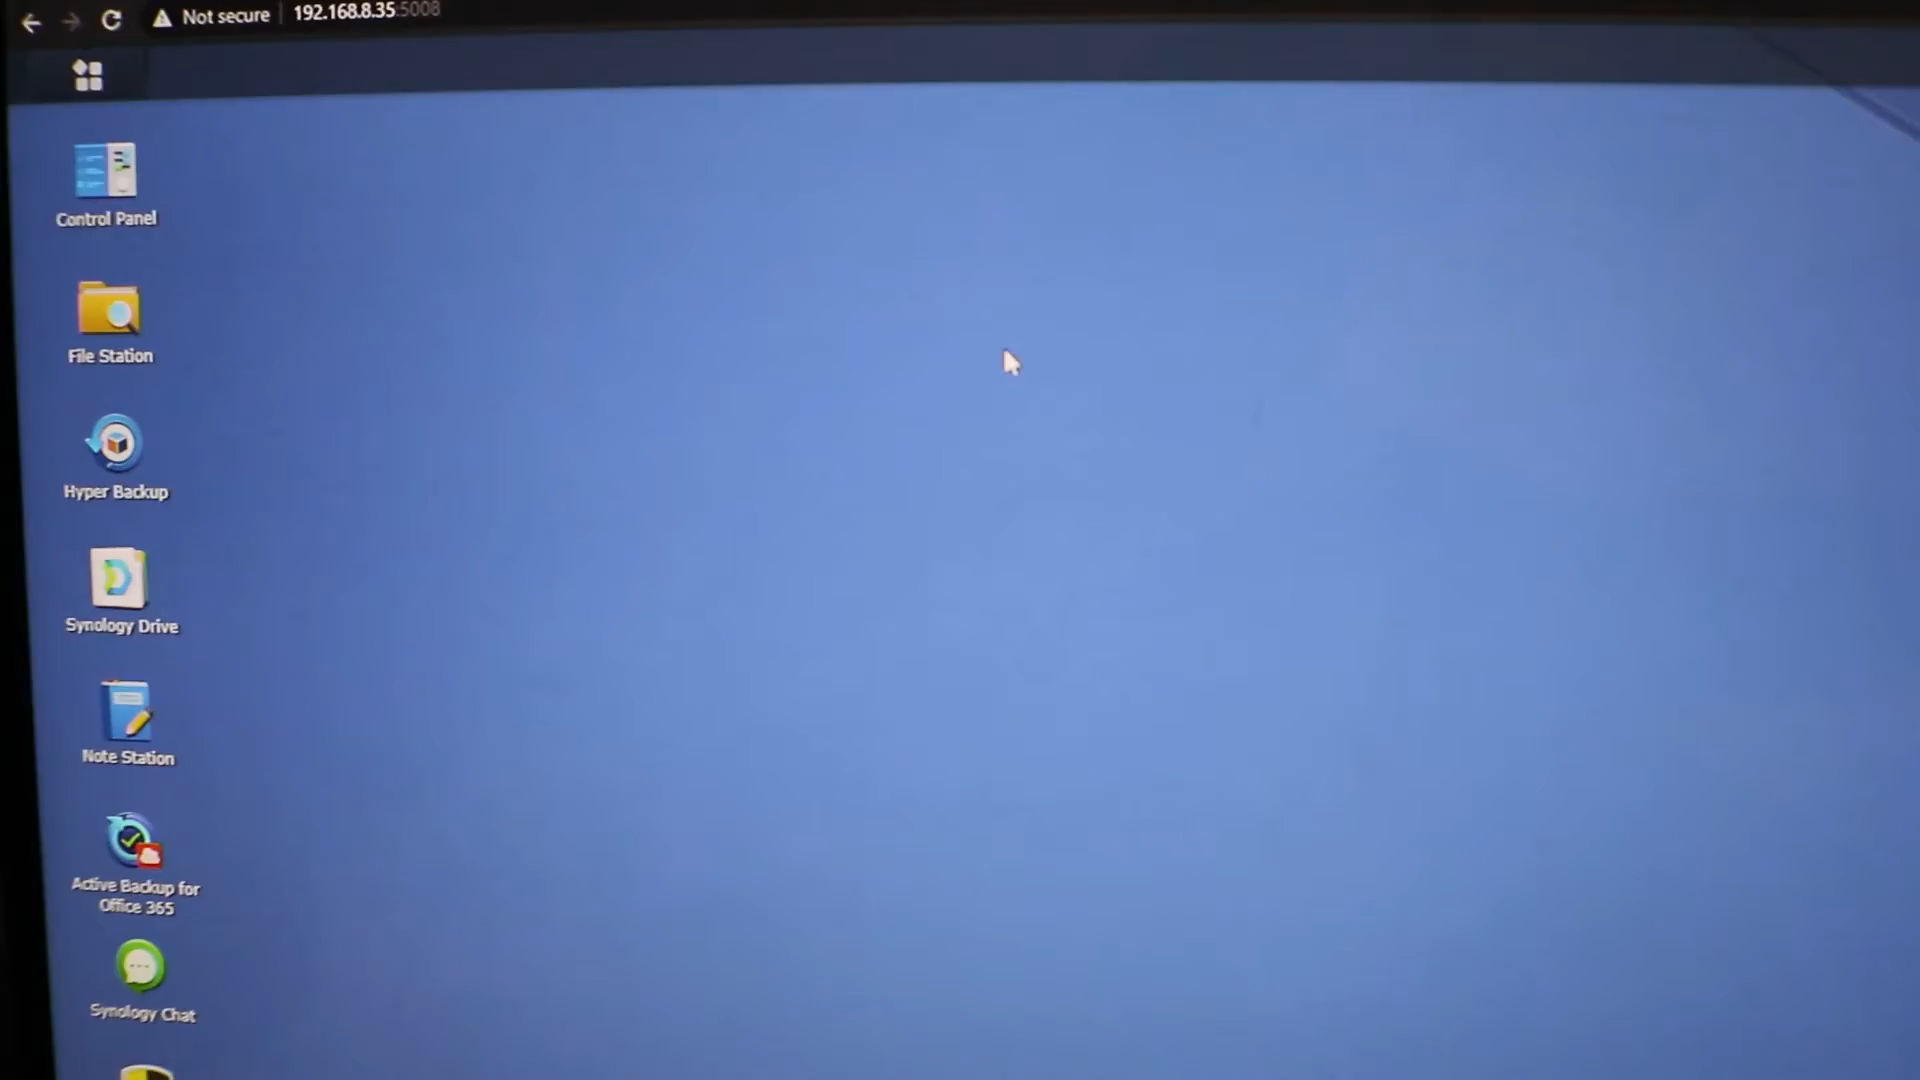 Not secure
192.168.8.35:5008
Control Panel
File Station
Hyper Backup
Synology Drive
Note Station
Active Backup for
Office 365
Synology Chat